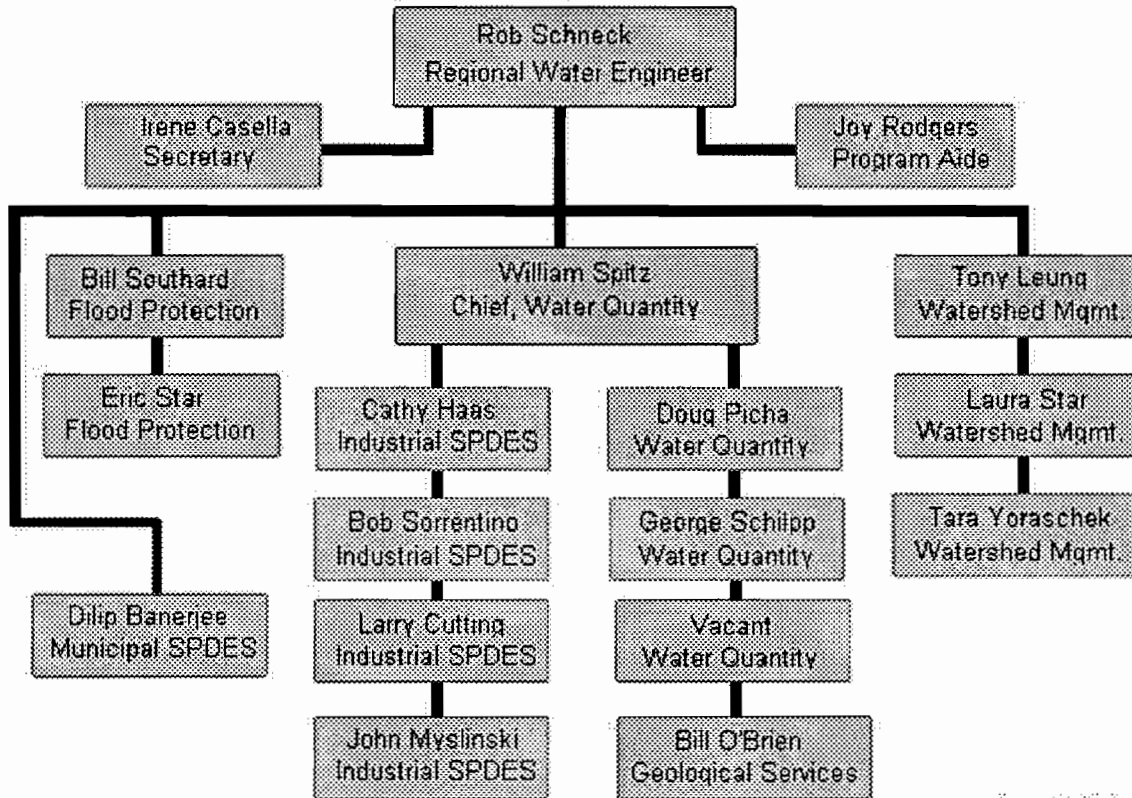 Rob Schneck
Regional Water Engineer
Irene Casella
Secretary
Joy Rodgers
Program Aide
Bill Southard
Flood Protection
William Spitz
Chief, Water Quantity
Tony Leung
Watershed Mgmt.
Eric Star
Flood Protection
Cathy Haas
Industrial SPDES
Doug Picha
Water Quantity
Laura Star
Watershed Mgmt.
Bob Sorrentino
Industrial SPDES
George Schilpp
Water Quantity
Tara Yoraschek
Watershed Mgmt.
Dilip Banerjee
Municipal SPDES
Larry Cutting
Industrial SPDES
Vacant
Water Quantity
John Myslinski
Industrial SPDES
Bill O'Brien
Geological Services